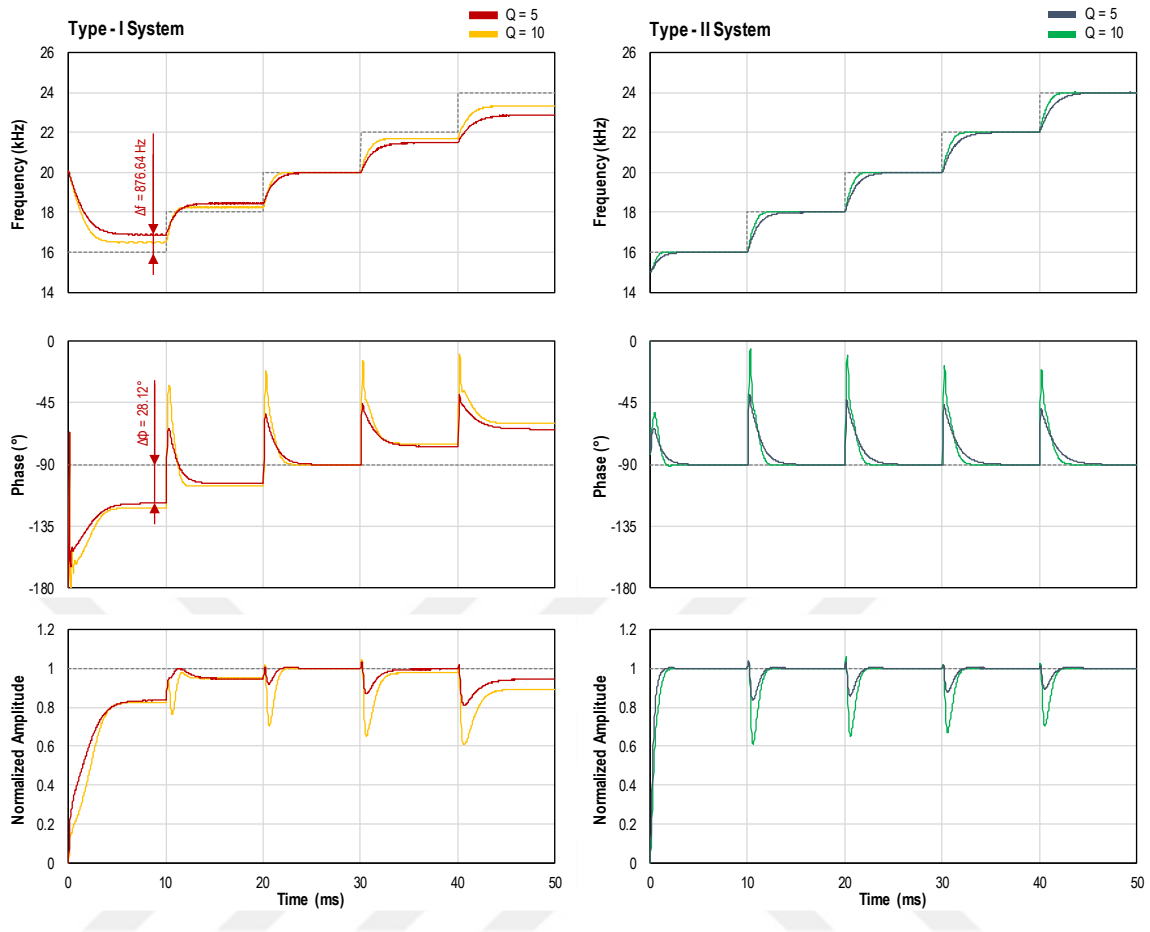 Type - I System
Q = 5
Q = 10
Frequency (kHz)
26
24
22
20
18
16
14
Δf = 876.64 Hz
Phase (°)
0
-45
-90
-135
-180
Δϕ = 28.12°
Normalized Amplitude
1.2
1
0.8
0.6
0.4
0.2
0
0 10 20 30 40 50
Time (ms)
Type - II System
Q = 5
Q = 10
Frequency (kHz)
26
24
22
20
18
16
14
Phase (°)
0
-45
-90
-135
-180
Normalized Amplitude
1.2
1
0.8
0.6
0.4
0.2
0
0 10 20 30 40 50
Time (ms)